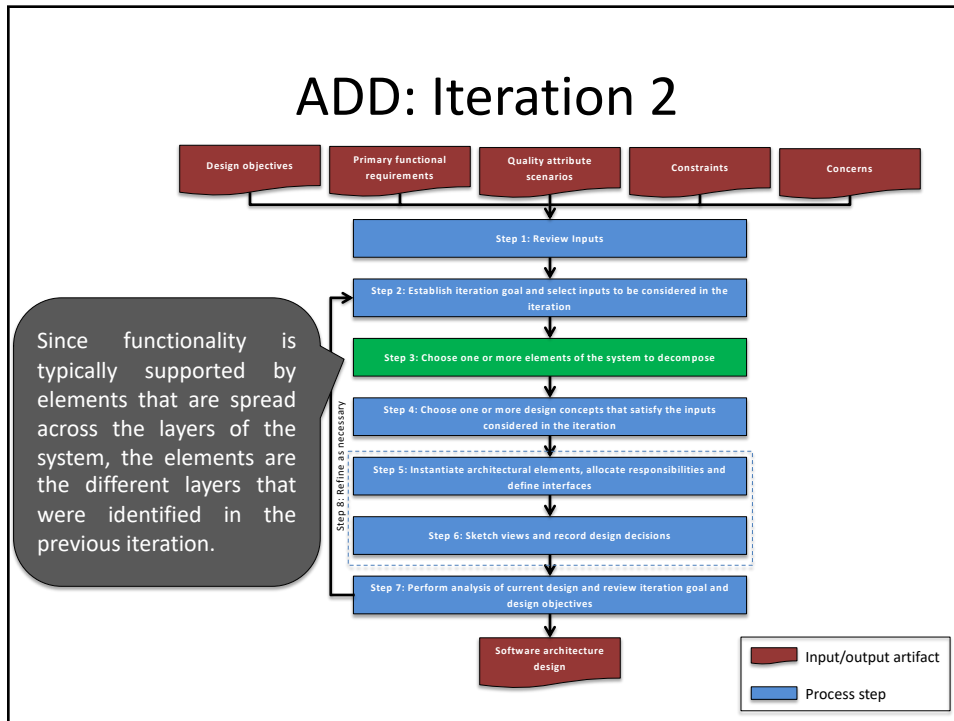 ADD: Iteration 2
Design objectives
Primary functional
requirements
Quality attribute
scenarios
Constraints
Concerns
Step 1: Review Inputs
Step 2: Establish iteration goal and select inputs to be considered in the
iteration
Since functionality is
typically supported by
elements that are spread
across the layers of the
system, the elements are
the different layers that
were identified in the
previous iteration.
Step 3: Choose one or more elements of the system to decompose
Step 4: Choose one or more design concepts that satisfy the inputs
considered in the iteration
Step 5: Instantiate architectural elements, allocate responsibilities and
define interfaces
Step 6: Sketch views and record design decisions
Step 8: Refine as necessary
Step 7: Perform analysis of current design and review iteration goal and
design objectives
Software architecture
design
Input/output artifact
Process step